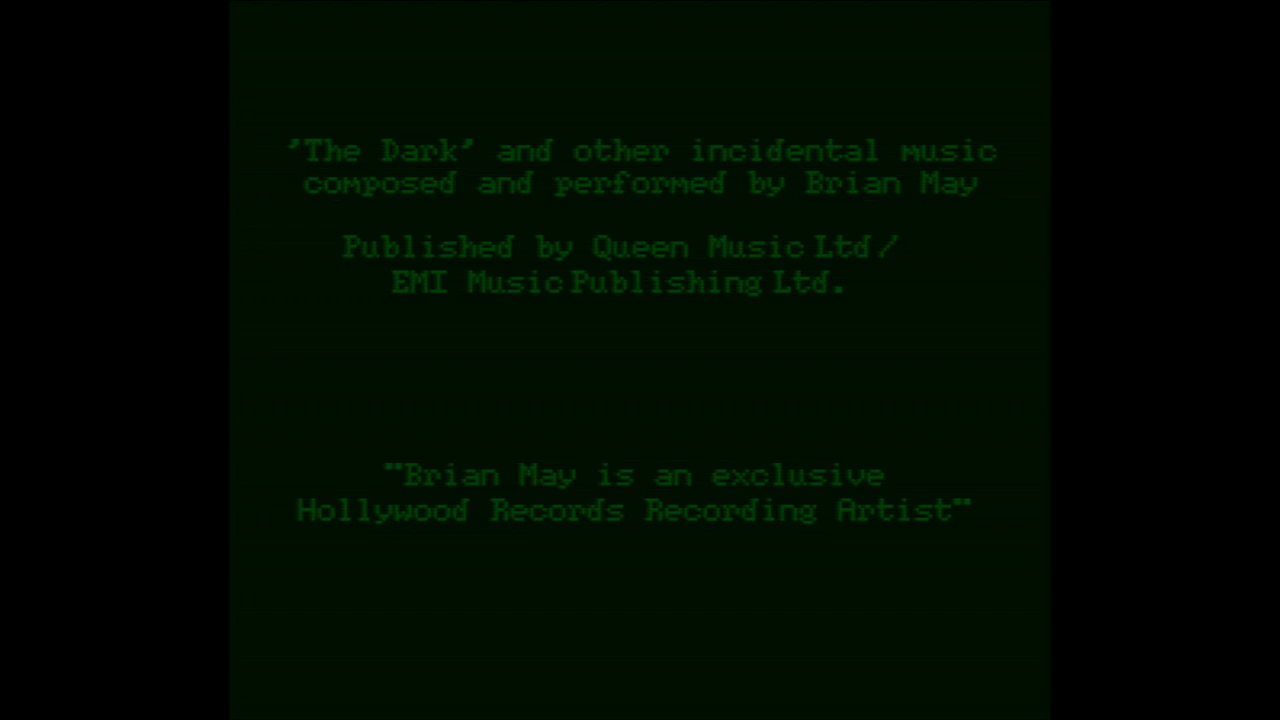 'The Dark' and other incidental music
composed and performed by Brian May
Published by Queen Music Ltd/
EMI Music Publishing Ltd.
"Brian May is an exclusive
Hollywood Records Recording Artist"